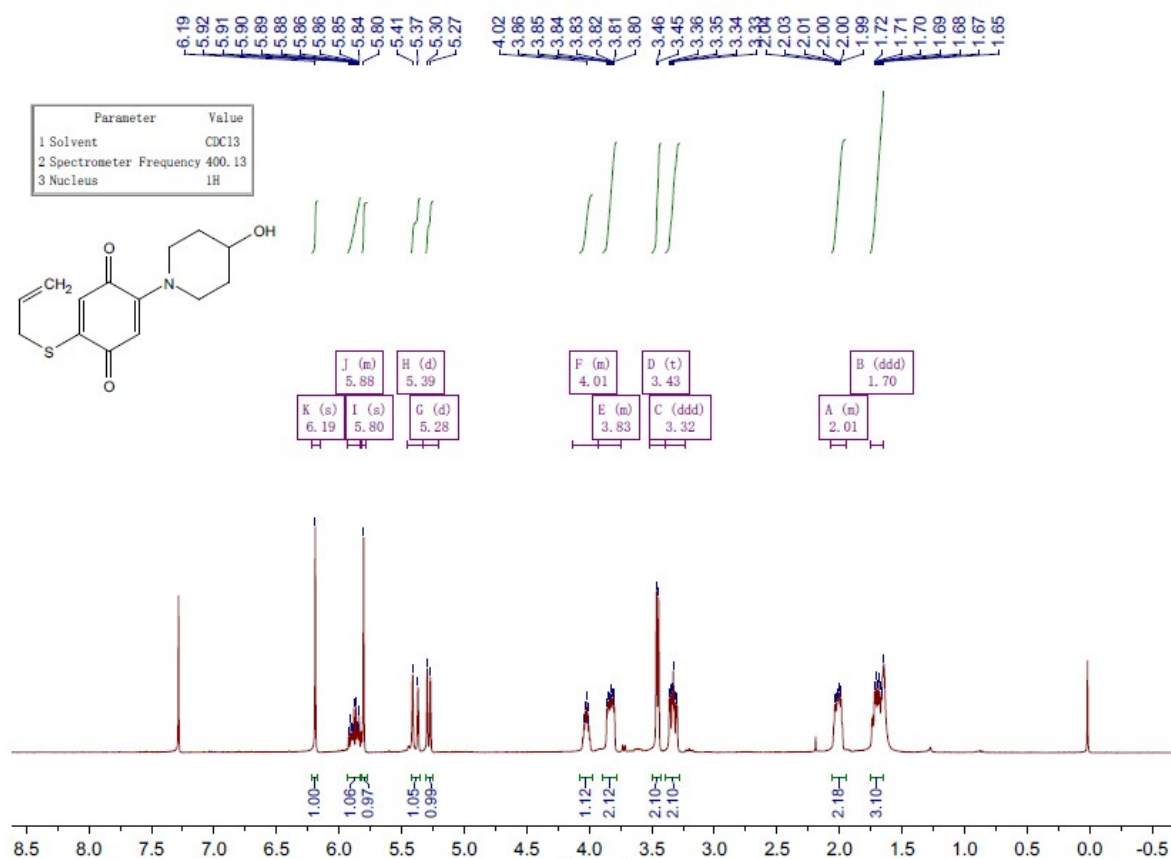 6.19 5.92 5.91 5.90 5.89 5.88 5.86 5.86 5.85 5.84 5.80 5.41 5.37 5.30 5.27 4.02 3.86 3.85 3.84 3.83 3.82 3.81 3.80 3.46 3.45 3.36 3.35 3.34 3.33 2.04 2.03 2.01 2.00 2.00 1.99 1.72 1.71 1.70 1.69 1.68 1.67 1.65
Parameter Value
1 Solvent CDCl3
2 Spectrometer Frequency 400.13
3 Nucleus 1H
OH
O
N
CH2
S
O
J (m) H (d) F (m) D (t) B (ddd)
5.88 5.39 4.01 3.43 1.70
K (s) I (s) G (d) E (m) C (ddd) A (m)
6.19 5.80 5.28 3.83 3.32 2.01
1.00 1.06 0.97 1.05 0.99 1.12 2.12 2.10 2.10 2.18 3.10
8.5 8.0 7.5 7.0 6.5 6.0 5.5 5.0 4.5 4.0 3.5 3.0 2.5 2.0 1.5 1.0 0.5 0.0 -0.5